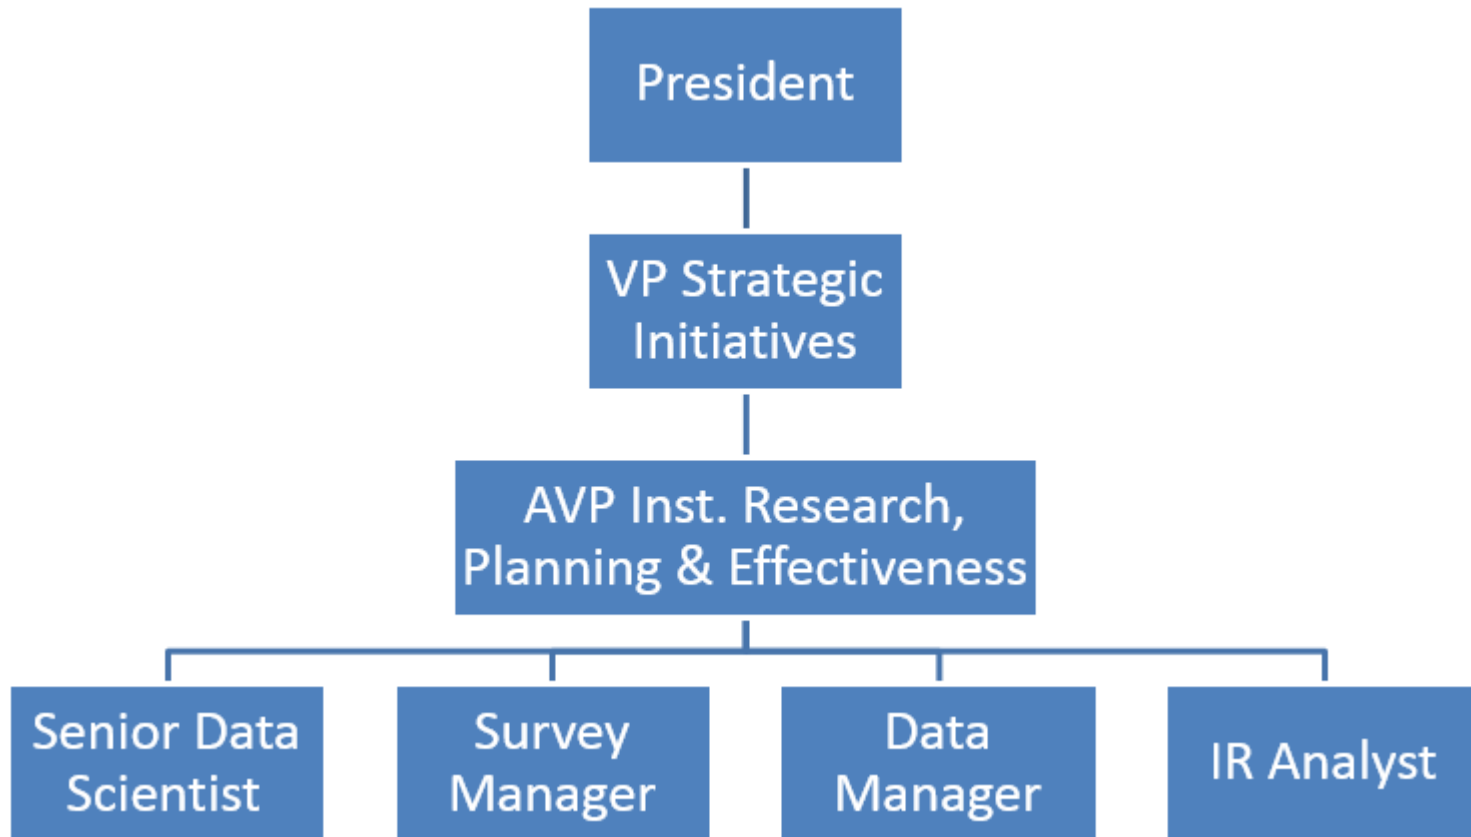 President
VP Strategic
Initiatives
AVP Inst. Research,
Planning & Effectiveness
Senior Data
Scientist
Survey
Manager
Data
Manager
IR Analyst